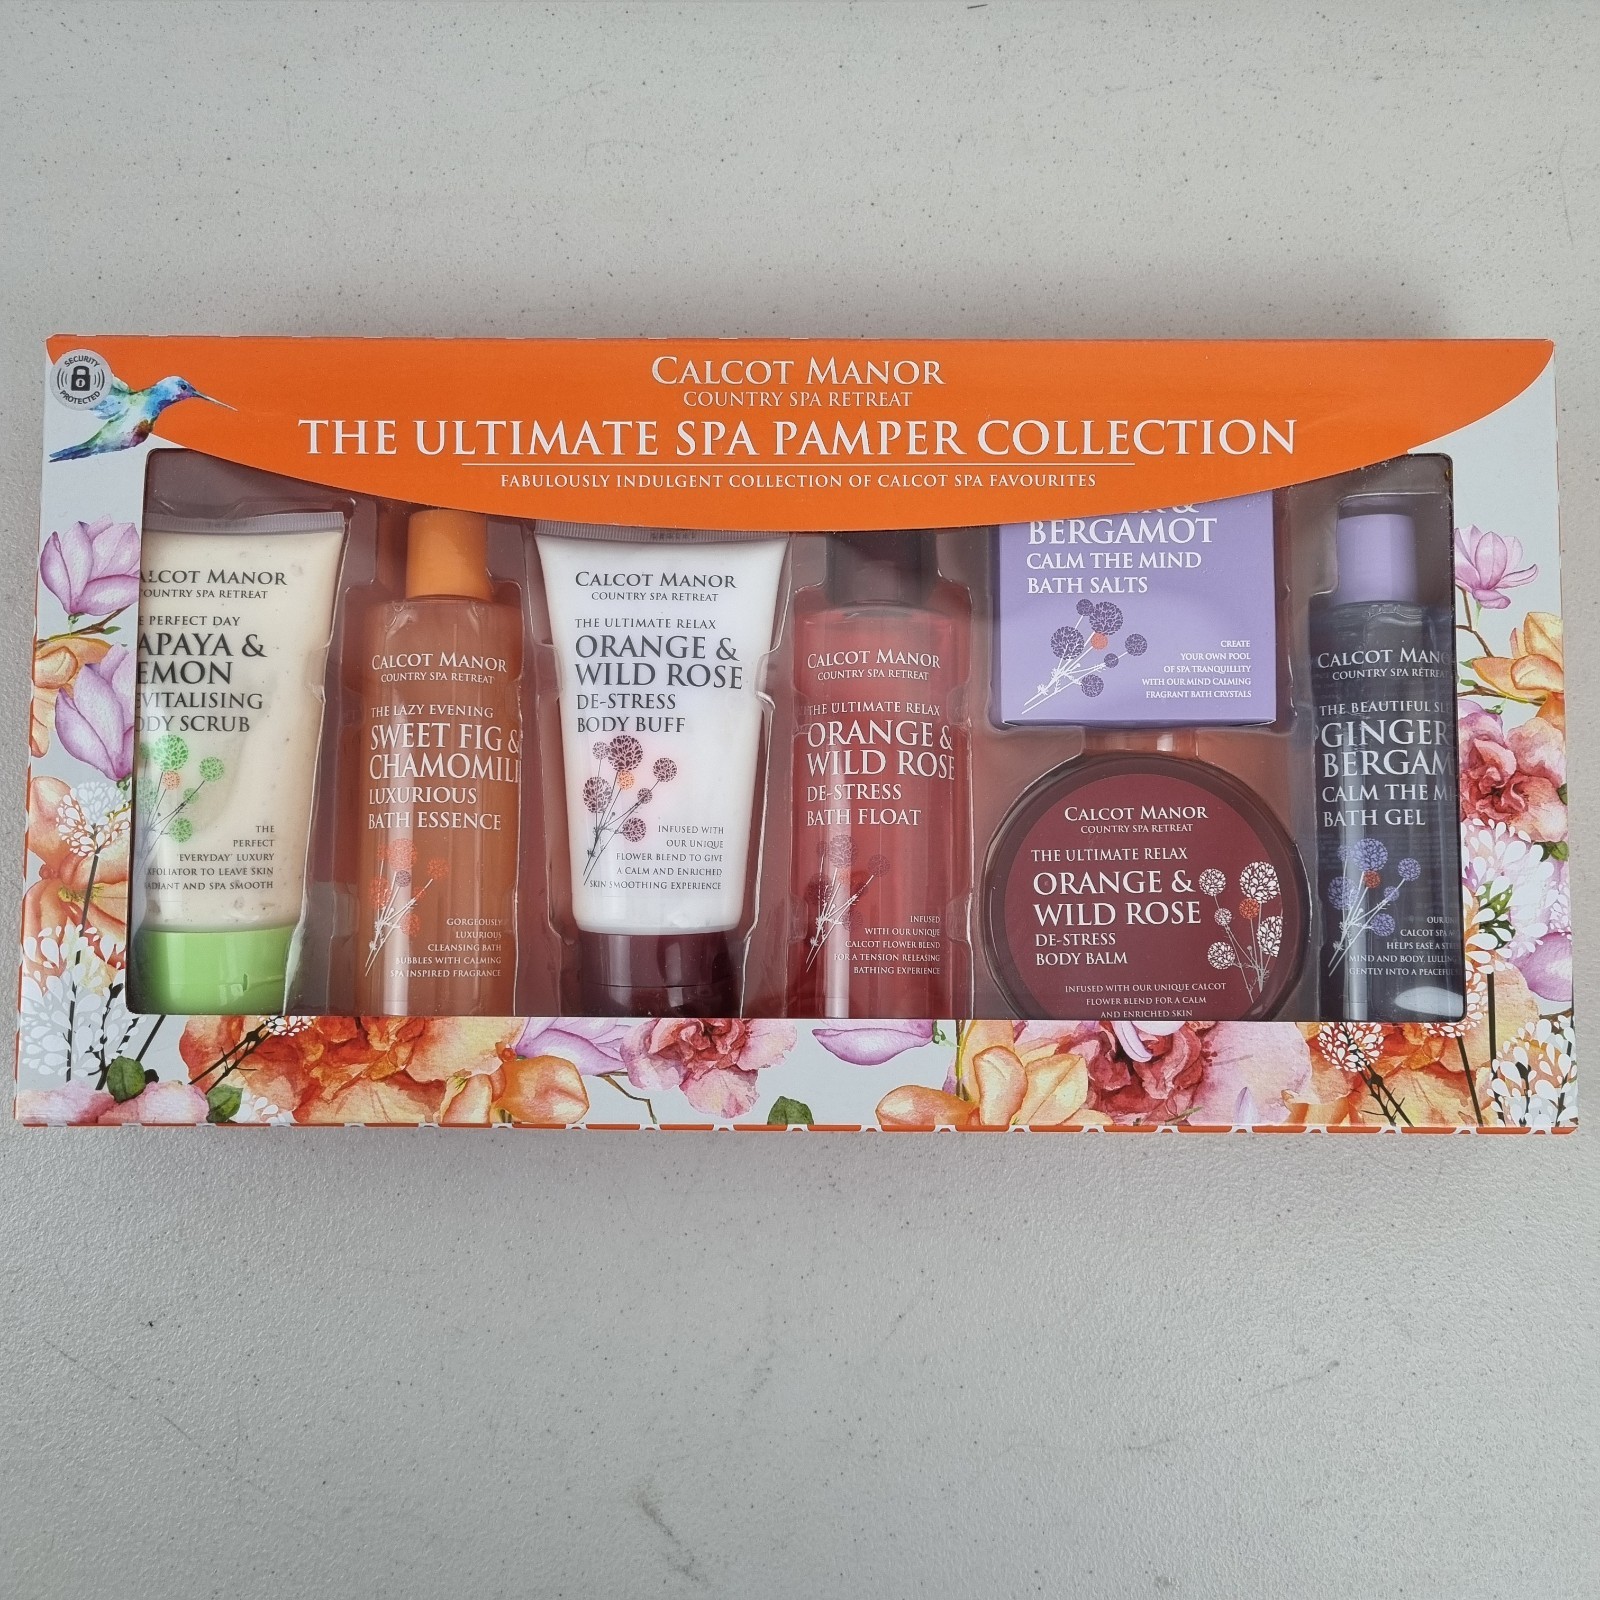 SECURITY
PROTECTED
CALCOT MANOR
COUNTRY SPA RETREAT
THE ULTIMATE SPA PAMPER COLLECTION
FABULOUSLY INDULGENT COLLECTION OF CALCOT SPA FAVOURITES
ALCOT MANOR
COUNTRY SPA RETREAT
E PERFECT DAY
APAYA &
EMON
EVITALISING
ODY SCRUB
THE
PERFECT
'EVERYDAY' LUXURY
EXFOLIATOR TO LEAVE SKIN
RADIANT AND SPA SMOOTH
CALCOT MANOR
COUNTRY SPA RETREAT
THE LAZY EVENING
SWEET FIG &
CHAMOMIL
LUXURIOUS
BATH ESSENCE
GORGEOUSLY
LUXURIOUS
CLEANSING BATH
BUBBLES WITH CALMING
SPA INSPIRED FRAGRANCE
CALCOT MANOR
COUNTRY SPA RETREAT
THE ULTIMATE RELAX
ORANGE &
WILD ROSE
DE-STRESS
BODY BUFF
INFUSED WITH
OUR UNIQUE
FLOWER BLEND TO GIVE
A CALM AND ENRICHED
SKIN SMOOTHING EXPERIENCE
CALCOT MANOR
COUNTRY SPA RETREAT
THE ULTIMATE RELAX
ORANGE &
WILD ROSE
DE-STRESS
BATH FLOAT
INFUSED
WITH OUR UNIQUE
CALCOT FLOWER BLEND
FOR A TENSION RELEASING
BATHING EXPERIENCE
&
BERGAMOT
CALM THE MIND
BATH SALTS
CREATE
YOUR OWN POOL
OF SPA TRANQUILLITY
WITH OUR MIND CALMING
FRAGRANT BATH CRYSTALS
CALCOT MANOR
COUNTRY SPA RETREAT
THE ULTIMATE RELAX
ORANGE &
WILD ROSE
DE-STRESS
BODY BALM
INFUSED WITH OUR UNIQUE CALCOT
FLOWER BLEND FOR A CALM
AND ENRICHED SKIN
CALCOT MAN
COUNTRY SPA RETREAT
THE BEAUTIFUL SL
GINGER
BERGAM
CALM THE M
BATH GEL
OUR
CALCOT SPA
HELPS EASE A
MIND AND BODY, LULLIN
GENTLY INTO A PEACEFU